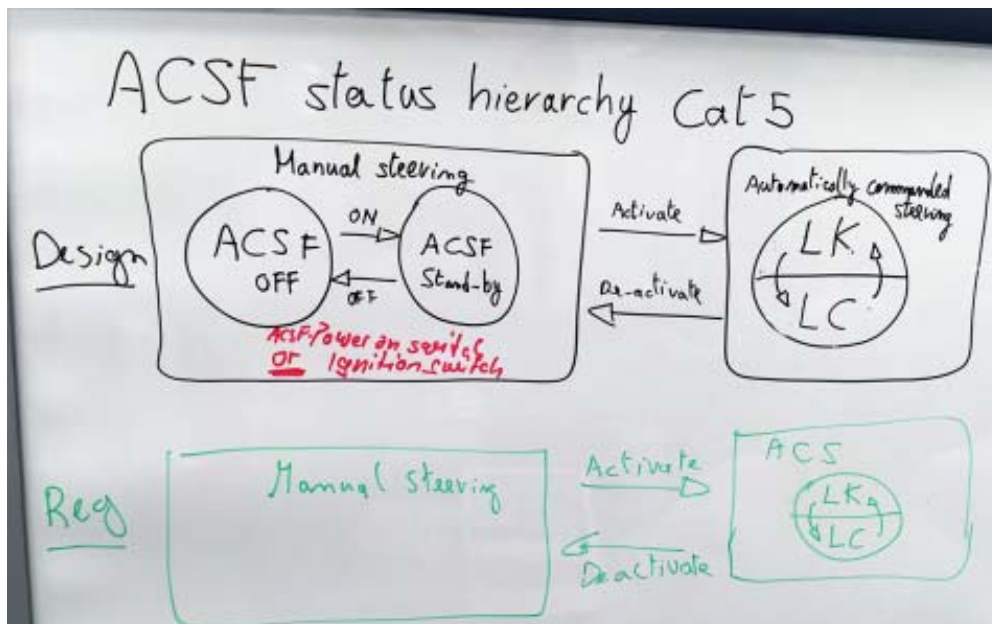 ACSF status hierarchy Cat 5
Design
Manual steering
ACSF
OFF
ON
OFF
ACSF
Stand-by
ACSF Power on switch
or Ignition switch
Activate
De-activate
Automatically commanded
steering
LK
LC
Reg
Manual steering
Activate
Deactivate
ACS
LK
LC